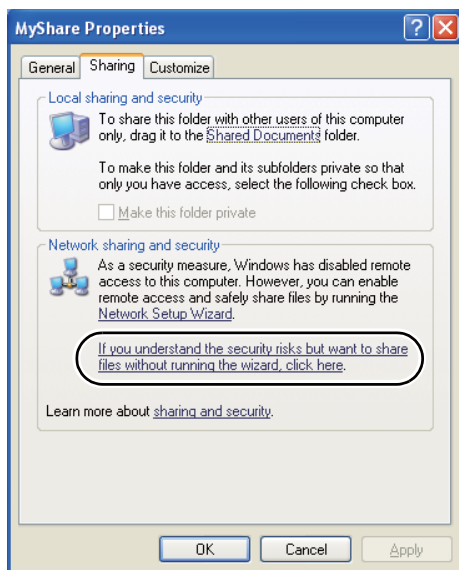 MyShare Properties
General Sharing Customize
Local sharing and security
To share this folder with other users of this computer
only, drag it to the Shared Documents folder.
To make this folder and its subfolders private so that
only you have access, select the following check box.
Make this folder private
Network sharing and security
As a security measure, Windows has disabled remote
access to this computer. However, you can enable
remote access and safely share files by running the
Network Setup Wizard.
If you understand the security risks but want to share
files without running the wizard, click here.
Learn more about sharing and security.
OK Cancel Apply